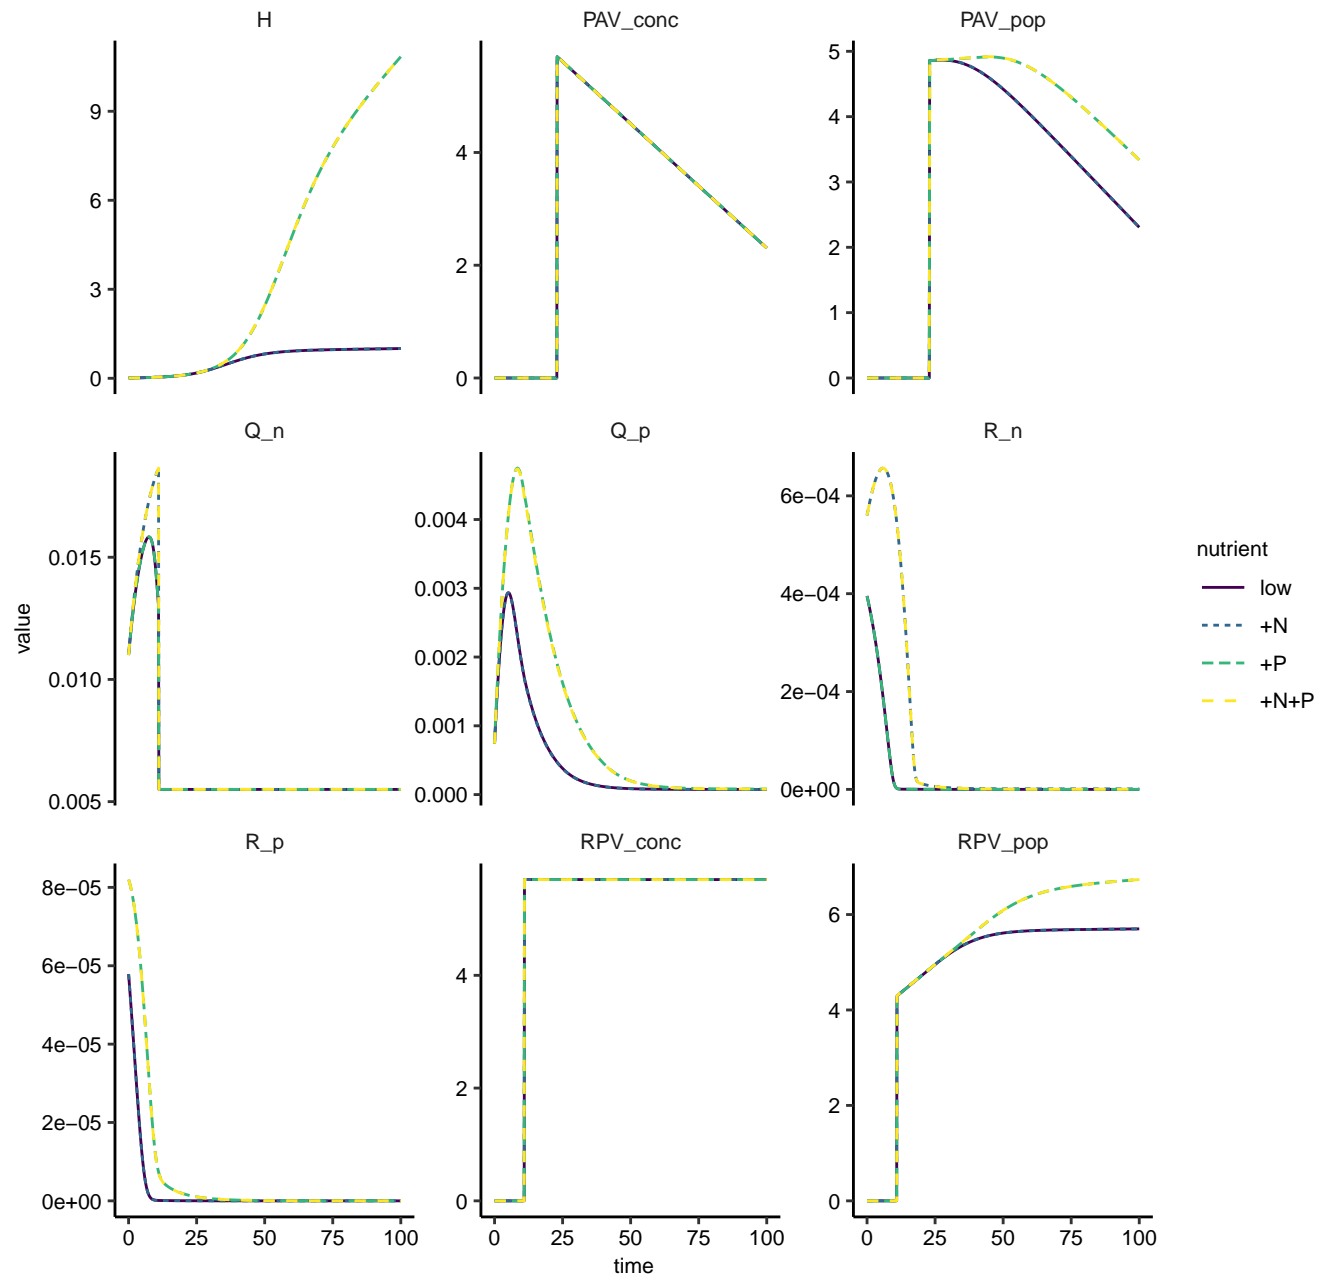 H
PAV_conc
PAV_pop
9
6
3
0
4
2
0
5
4
3
2
1
0
Q_n
Q_p
R_n
0.015
0.010
0.005
0.004
0.003
0.002
0.001
0.000
6e−04
4e−04
2e−04
0e+00
R_p
RPV_conc
RPV_pop
8e−05
6e−05
4e−05
2e−05
0e+00
4
2
0
6
4
2
0
0 25 50 75 100
0 25 50 75 100
0 25 50 75 100
time
value
nutrient
low
+N
+P
+N+P